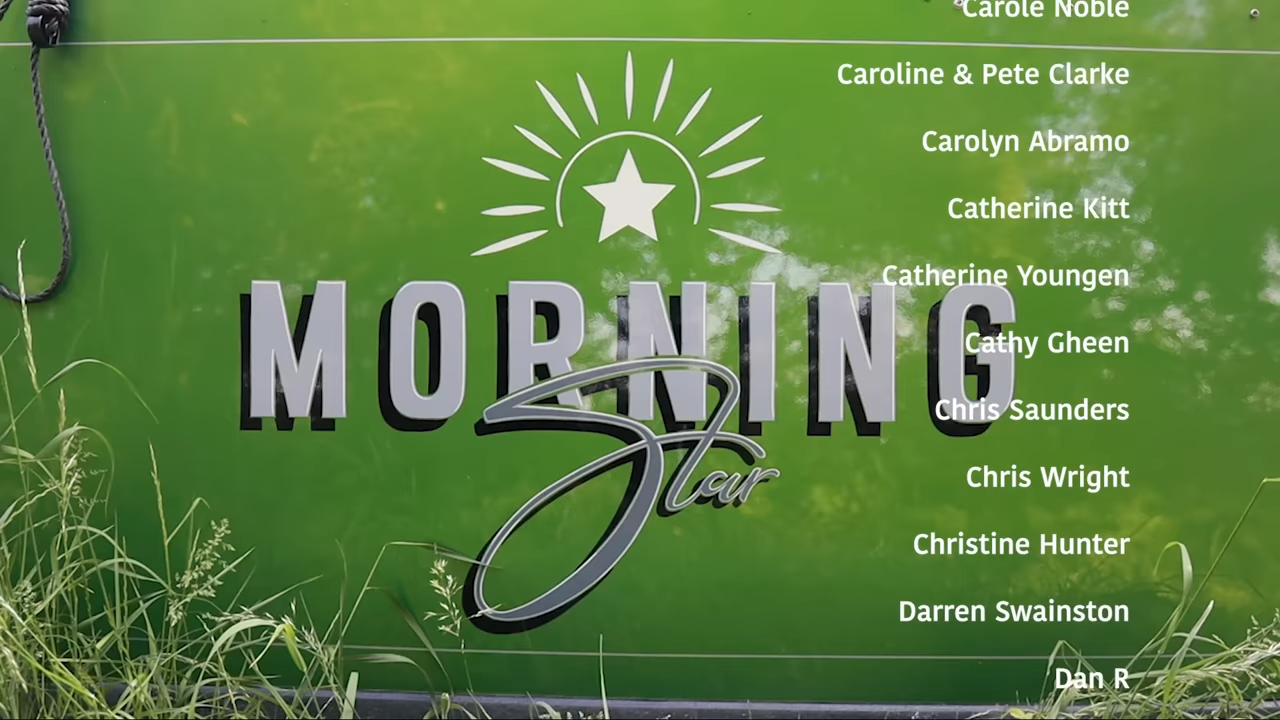 MORNING
Star
Carole Noble
Caroline & Pete Clarke
Carolyn Abramo
Catherine Kitt
Catherine Youngen
Cathy Gheen
Chris Saunders
Chris Wright
Christine Hunter
Darren Swainston
Dan R